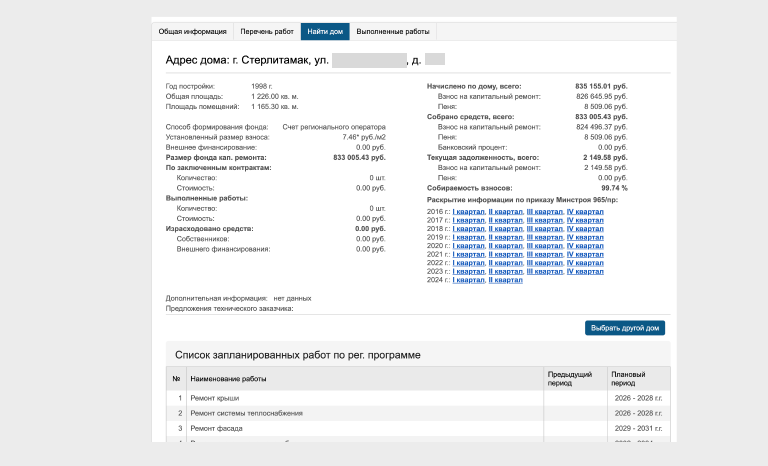 Общая информация Перечень работ Найти дом Выполненные работы
Адрес дома: г. Стерлитамак, ул. , д.
Год постройки: 1998 г.
Общая площадь: 1 226.00 кв. м.
Площадь помещений: 1 165.30 кв. м.
Способ формирования фонда: Счет регионального оператора
Установленный размер взноса: 7.46* руб./м2
Внешнее финансирование: 0.00 руб.
Размер фонда кап. ремонта: 833 005.43 руб.
По заключенным контрактам:
Количество: 0 шт.
Стоимость: 0.00 руб.
Выполненные работы:
Количество: 0 шт.
Стоимость: 0.00 руб.
Израсходовано средств: 0.00 руб.
Собственников: 0.00 руб.
Внешнего финансирования: 0.00 руб.
Начислено по дому, всего: 835 155.01 руб.
Взнос на капитальный ремонт: 826 645.95 руб.
Пеня: 8 509.06 руб.
Собрано средств, всего: 833 005.43 руб.
Взнос на капитальный ремонт: 824 496.37 руб.
Пеня: 8 509.06 руб.
Банковский процент: 0.00 руб.
Текущая задолженность, всего: 2 149.58 руб.
Взнос на капитальный ремонт: 2 149.58 руб.
Пеня: 0.00 руб.
Собираемость взносов: 99.74 %
Раскрытие информации по приказу Минстроя 965/пр:
2016 г.: I квартал, II квартал, III квартал, IV квартал
2017 г.: I квартал, II квартал, III квартал, IV квартал
2018 г.: I квартал, II квартал, III квартал, IV квартал
2019 г.: I квартал, II квартал, III квартал, IV квартал
2020 г.: I квартал, II квартал, III квартал, IV квартал
2021 г.: I квартал, II квартал, III квартал, IV квартал
2022 г.: I квартал, II квартал, III квартал, IV квартал
2023 г.: I квартал, II квартал, III квартал, IV квартал
2024 г.: I квартал, II квартал
Дополнительная информация: нет данных
Предложения технического заказчика:
Выбрать другой дом
Список запланированных работ по рег. программе
№ Наименование работы Предыдущий период Плановый период
1 Ремонт крыши 2026 - 2028 г.г.
2 Ремонт системы теплоснабжения 2026 - 2028 г.г.
3 Ремонт фасада 2029 - 2031 г.г.